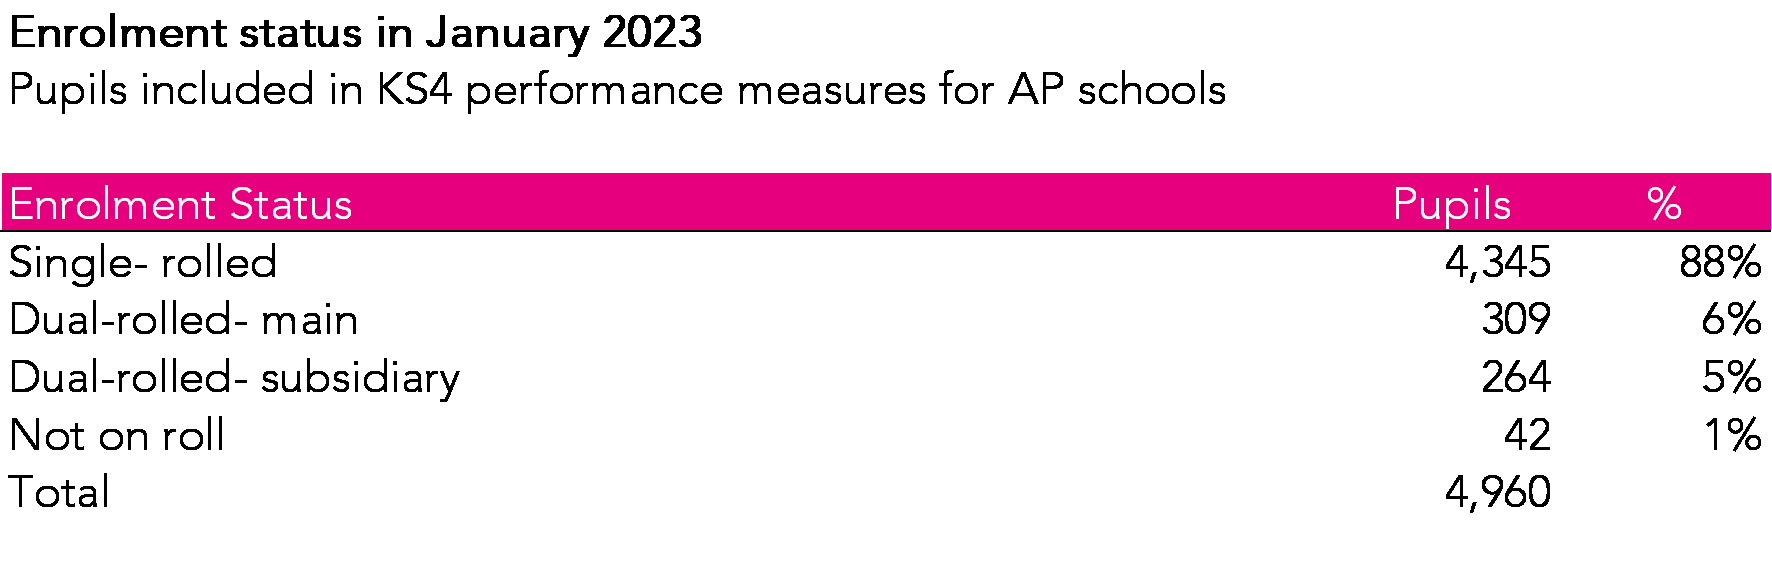 Enrolment status in January 2023
Pupils included in KS4 performance measures for AP schools
Enrolment Status Pupils %
Single- rolled 4,345 88%
Dual-rolled- main 309 6%
Dual-rolled- subsidiary 264 5%
Not on roll 42 1%
Total 4,960